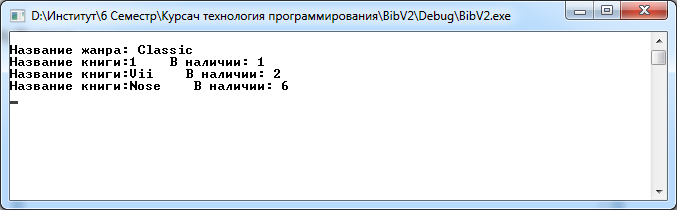 D:\Институт\6 Семестр\Курсач технология программирования\BibV2\Debug\BibV2.exe
Название жанра: Classic
Название книги:1    В наличии: 1
Название книги:Vii    В наличии: 2
Название книги:Nose    В наличии: 6